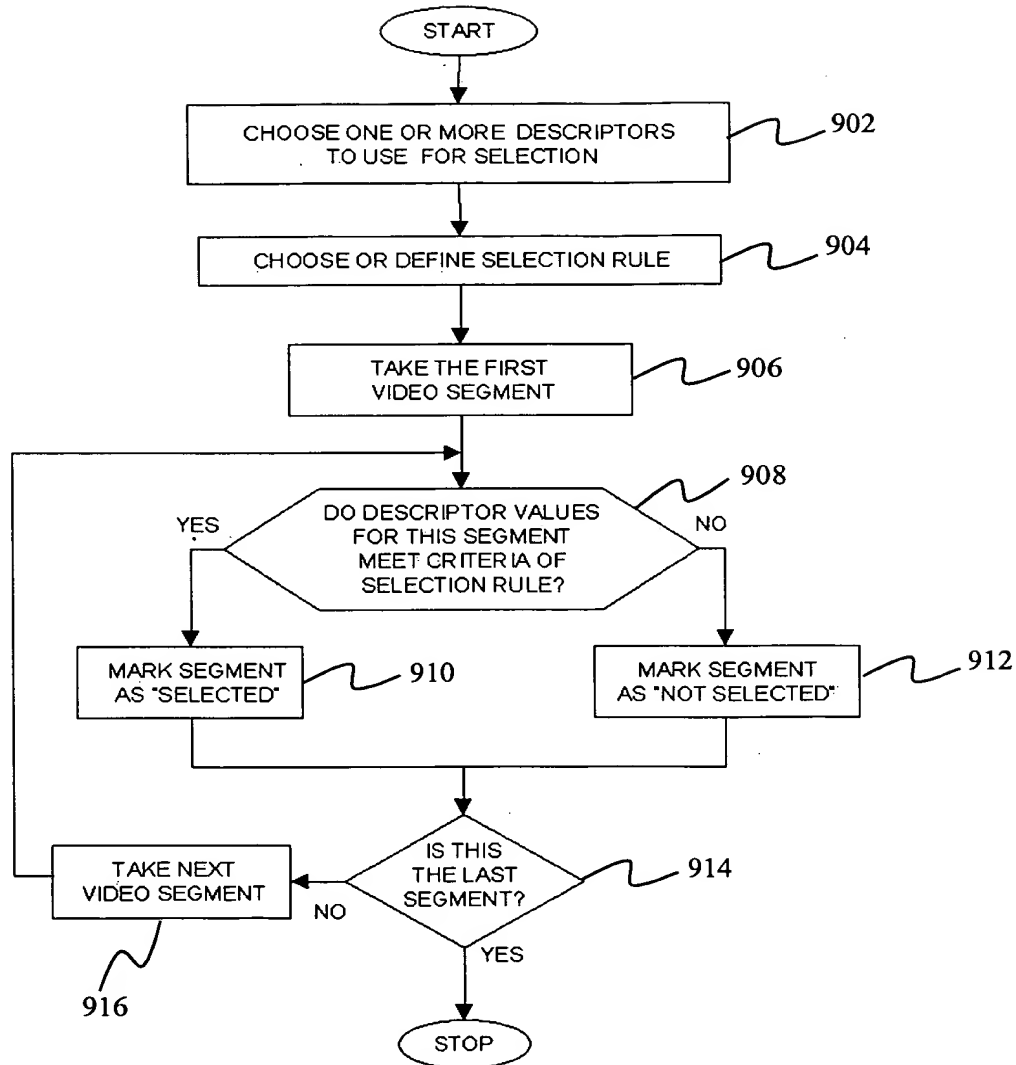 START
CHOOSE ONE OR MORE DESCRIPTORS
TO USE FOR SELECTION
902
CHOOSE OR DEFINE SELECTION RULE
904
TAKE THE FIRST
VIDEO SEGMENT
906
908
YES
DO DESCRIPTOR VALUES
FOR THIS SEGMENT
MEET CRITERIA OF
SELECTION RULE?
NO
MARK SEGMENT
AS "SELECTED"
910
MARK SEGMENT
AS "NOT SELECTED"
912
IS THIS
THE LAST
SEGMENT?
914
TAKE NEXT
VIDEO SEGMENT
NO
YES
916
STOP